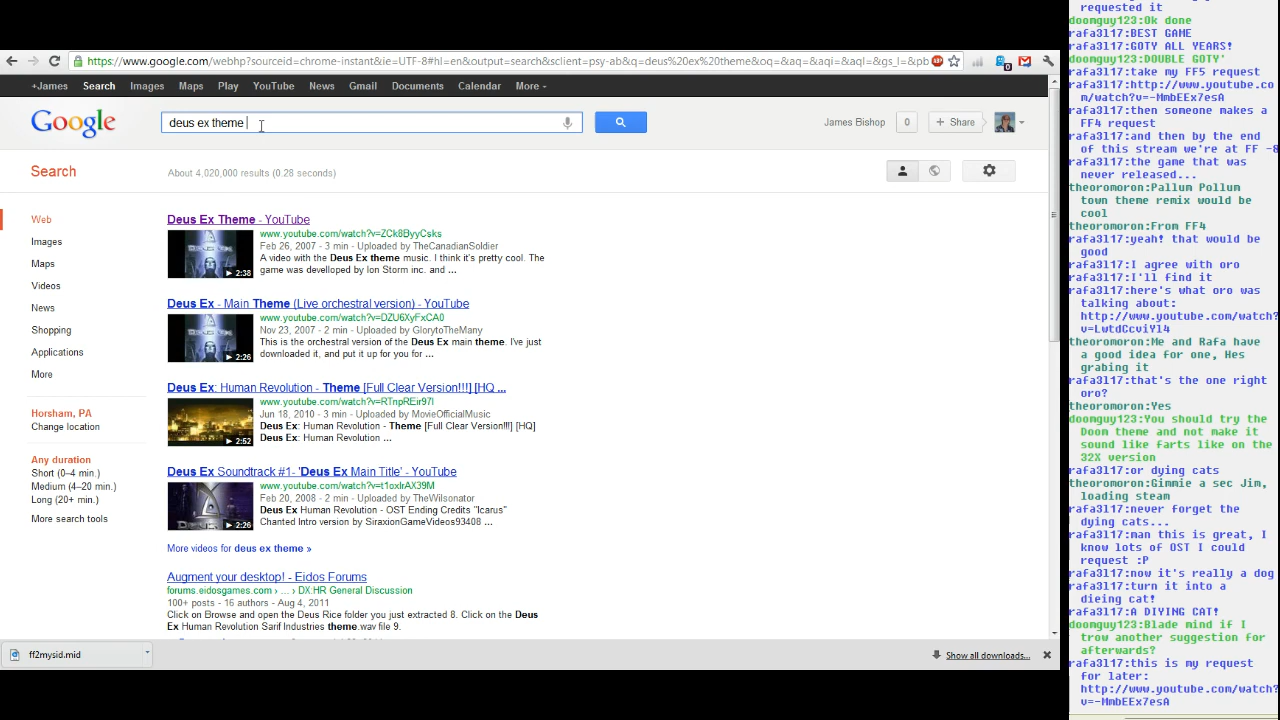 https://www.google.com/webhp?sourceid=chrome-instant&ie=UTF-8#hl=en&output=search&sclient=psy-ab&q=deus%20ex%20theme&oq=&aq=&aqi=&aql=&gs_l=&pb
+James Search Images Maps Play YouTube News Gmail Documents Calendar More
Google
deus ex theme
James Bishop 0 + Share
Search
About 4,020,000 results (0.28 seconds)
Web
Images
Maps
Videos
News
Shopping
Applications
More
Horsham, PA
Change location
Any duration
Short (0–4 min.)
Medium (4–20 min.)
Long (20+ min.)
More search tools
Deus Ex Theme - YouTube
www.youtube.com/watch?v=ZCk8ByyCsks
Feb 26, 2007 - 3 min - Uploaded by TheCanadianSoldier
A video with the Deus Ex theme music. I think it's pretty cool. The
game was develloped by Ion Storm inc. and ...
2:38
Deus Ex - Main Theme (Live orchestral version) - YouTube
www.youtube.com/watch?v=DZU6XyFxCA0
Nov 23, 2007 - 2 min - Uploaded by GlorytoTheMany
This is the orchestral version of the Deus Ex main theme. I've just
downloaded it, and put it up for you for ...
2:26
Deus Ex: Human Revolution - Theme [Full Clear Version!!!] [HQ ...
www.youtube.com/watch?v=RTnpREir97I
Jun 18, 2010 - 3 min - Uploaded by MovieOfficialMusic
Deus Ex: Human Revolution - Theme [Full Clear Version!!!] [HQ]
Deus Ex: Human Revolution ...
2:52
Deus Ex Soundtrack #1- 'Deus Ex Main Title' - YouTube
www.youtube.com/watch?v=t1oxIrAX39M
Feb 20, 2008 - 2 min - Uploaded by TheWilsonator
Deus Ex Human Revolution - OST Ending Credits "Icarus"
Chanted Intro version by SiraxionGameVideos93408 ...
2:26
More videos for deus ex theme »
Augment your desktop! - Eidos Forums
forums.eidosgames.com › ... › DX:HR General Discussion
100+ posts - 16 authors - Aug 4, 2011
Click on Browse and open the Deus Rice folder you just extracted 8. Click on the Deus
Ex Human Revolution Sarif Industries theme.wav file 9.
ff2mysid.mid
Show all downloads...
requested it
doomguy123:Ok done
rafa3l17:BEST GAME
rafa3l17:GOTY ALL YEARS!
doomguy123:DOUBLE GOTY'
rafa3l17:take my FF5 request
rafa3l17:http://www.youtube.co
m/watch?v=-MmbEEx7esA
rafa3l17:then someone makes a
FF4 request
rafa3l17:and then by the end
of this stream we're at FF -8
rafa3l17:the game that was
never released...
theoromoron:Pallum Pollum
town theme remix would be
cool
theoromoron:From FF4
rafa3l17:yeah! that would be
good
rafa3l17:I agree with oro
rafa3l17:I'll find it
rafa3l17:here's what oro was
talking about:
http://www.youtube.com/watch?
v=LwtdCcviYl4
theoromoron:Me and Rafa have
a good idea for one, Hes
grabing it
rafa3l17:that's the one right
oro?
theoromoron:Yes
doomguy123:You should try the
Doom theme and not make it
sound like farts like on the
32X version
rafa3l17:or dying cats
theoromoron:Gimmie a sec Jim,
loading steam
rafa3l17:never forget the
dying cats...
rafa3l17:man this is great, I
know lots of OST I could
request :P
rafa3l17:now it's really a dog
rafa3l17:turn it into a
dieing cat!
rafa3l17:A DIYING CAT!
doomguy123:Blade mind if I
trow another suggestion for
afterwards?
rafa3l17:this is my request
for later:
http://www.youtube.com/watch?
v=-MmbEEx7esA